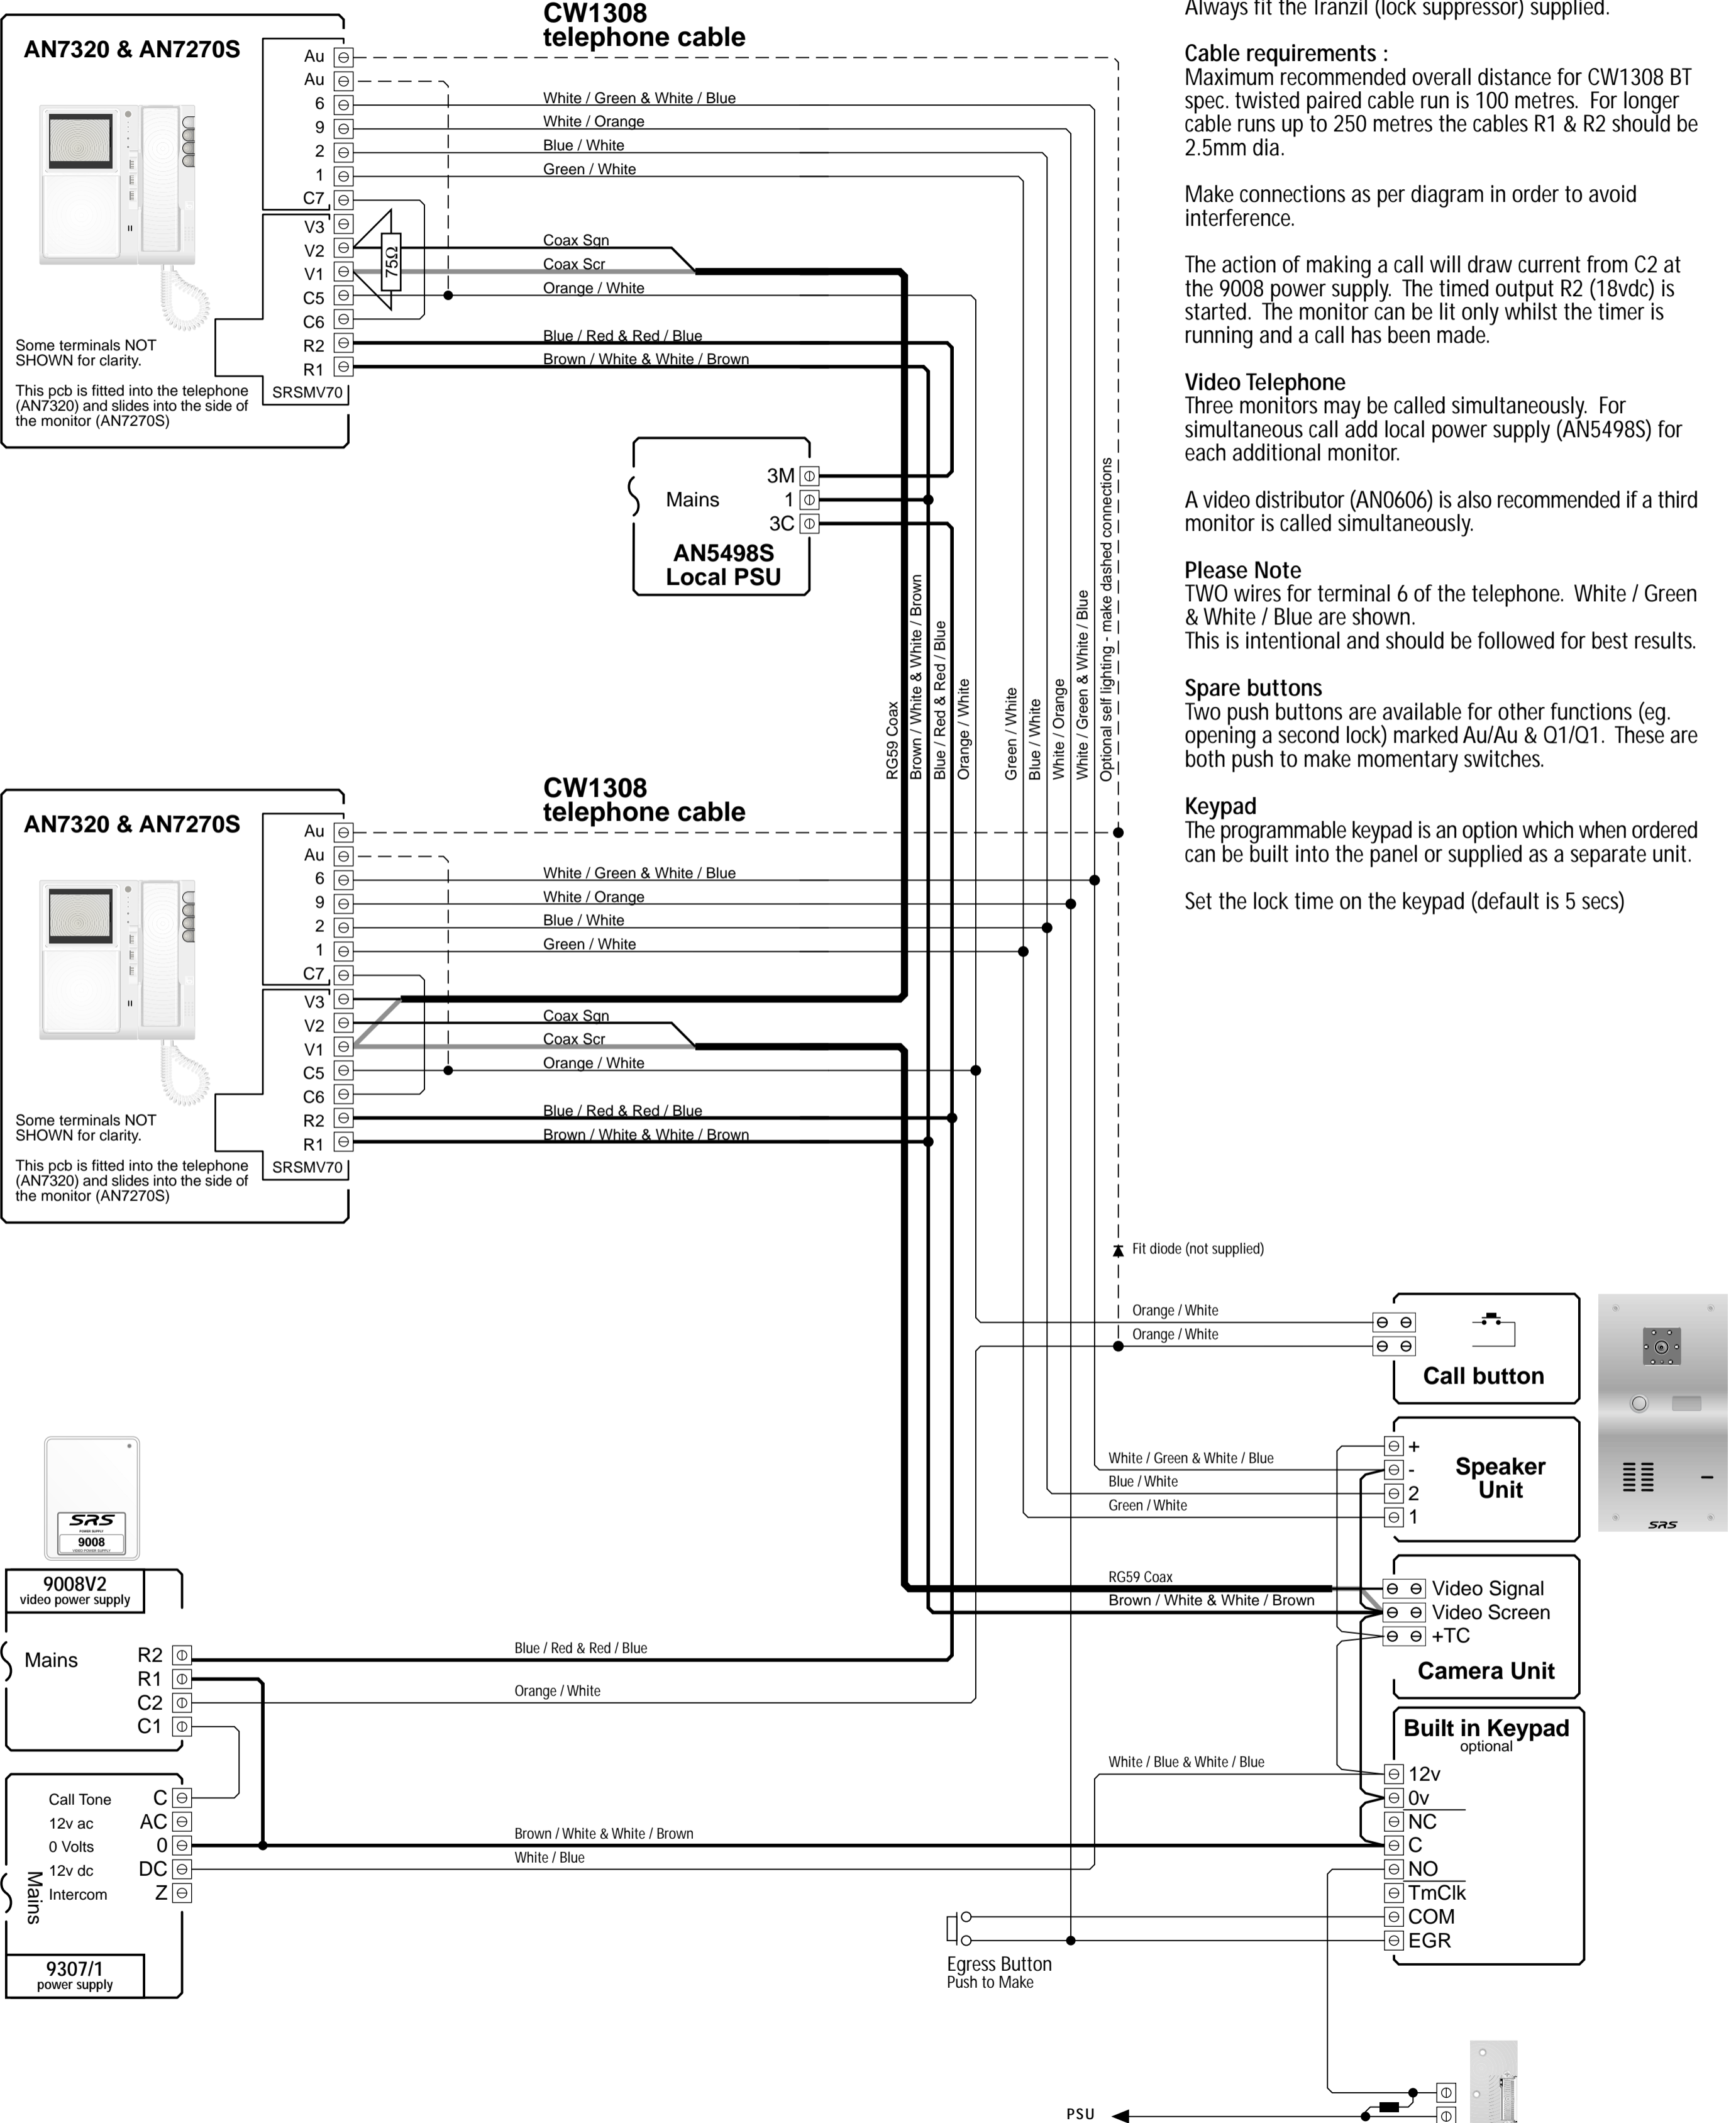 CW1308
telephone cable
AN7320 & AN7270S
Au
Au
6
9
2
1
C7
V3
V2
V1
C5
C6
R2
R1
SRSMV70
75Ω
White / Green & White / Blue
White / Orange
Blue / White
Green / White
Coax Sgn
Coax Scr
Orange / White
Blue / Red & Red / Blue
Brown / White & White / Brown
Some terminals NOT
SHOWN for clarity.
This pcb is fitted into the telephone
(AN7320) and slides into the side of
the monitor (AN7270S)
Mains
3M
1
3C
AN5498S
Local PSU
RG59 Coax
Brown / White & White / Brown
Blue / Red & Red / Blue
Orange / White
Green / White
Blue / White
White / Orange
White / Green & White / Blue
Optional self lighting - make dashed connections
Always fit the Tranzil (lock suppressor) supplied.
Cable requirements :
Maximum recommended overall distance for CW1308 BT
spec. twisted paired cable run is 100 metres. For longer
cable runs up to 250 metres the cables R1 & R2 should be
2.5mm dia.
Make connections as per diagram in order to avoid
interference.
The action of making a call will draw current from C2 at
the 9008 power supply. The timed output R2 (18vdc) is
started. The monitor can be lit only whilst the timer is
running and a call has been made.
Video Telephone
Three monitors may be called simultaneously. For
simultaneous call add local power supply (AN5498S) for
each additional monitor.
A video distributor (AN0606) is also recommended if a third
monitor is called simultaneously.
Please Note
TWO wires for terminal 6 of the telephone. White / Green
& White / Blue are shown.
This is intentional and should be followed for best results.
Spare buttons
Two push buttons are available for other functions (eg.
opening a second lock) marked Au/Au & Q1/Q1. These are
both push to make momentary switches.
Keypad
The programmable keypad is an option which when ordered
can be built into the panel or supplied as a separate unit.
Set the lock time on the keypad (default is 5 secs)
CW1308
telephone cable
AN7320 & AN7270S
Au
Au
6
9
2
1
C7
V3
V2
V1
C5
C6
R2
R1
SRSMV70
White / Green & White / Blue
White / Orange
Blue / White
Green / White
Coax Sgn
Coax Scr
Orange / White
Blue / Red & Red / Blue
Brown / White & White / Brown
Some terminals NOT
SHOWN for clarity.
This pcb is fitted into the telephone
(AN7320) and slides into the side of
the monitor (AN7270S)
Fit diode (not supplied)
Orange / White
Orange / White
Call button
White / Green & White / Blue
Blue / White
Green / White
+
-
2
1
Speaker
Unit
SRS
RG59 Coax
Brown / White & White / Brown
Video Signal
Video Screen
+TC
Camera Unit
SRS
POWER SUPPLY
9008
VIDEO POWER SUPPLY
9008V2
video power supply
Mains
R2
R1
C2
C1
Blue / Red & Red / Blue
Orange / White
Built in Keypad
optional
White / Blue & White / Blue
12v
0v
NC
C
NO
TmClk
COM
EGR
Call Tone C
12v ac AC
0 Volts 0
12v dc DC
Intercom Z
Mains
9307/1
power supply
Brown / White & White / Brown
White / Blue
Egress Button
Push to Make
PSU